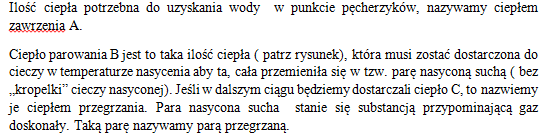 Ilość ciepła potrzebna do uzyskania wody w punkcie pęcherzyków, nazywamy ciepłem
zawrzenia A.
Ciepło parowania B jest to taka ilość ciepła ( patrz rysunek), która musi zostać dostarczona do
cieczy w temperaturze nasycenia aby ta, cała przemieniła się w tzw. parę nasyconą suchą ( bez
„kropelki” cieczy nasyconej). Jeśli w dalszym ciągu będziemy dostarczali ciepło C, to nazwiemy
je ciepłem przegrzania. Para nasycona sucha stanie się substancją przypominającą gaz
doskonały. Taką parę nazywamy parą przegrzaną.